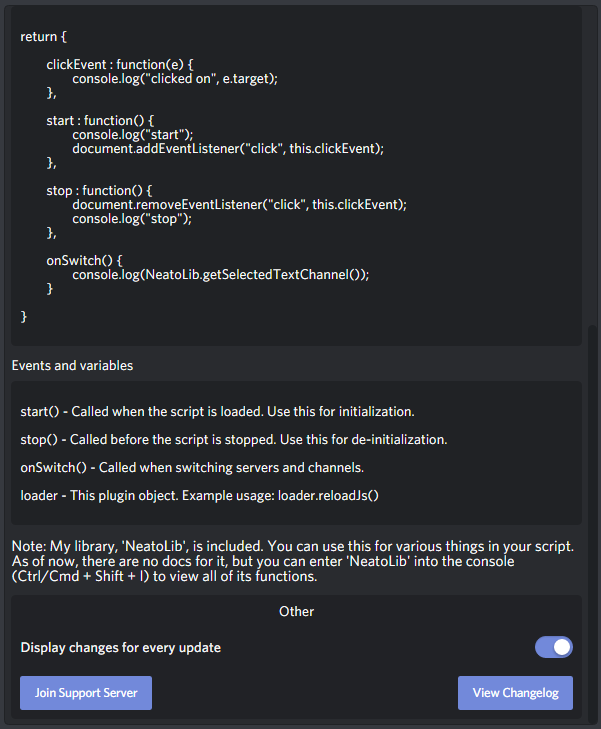 return {
clickEvent : function(e) {
console.log("clicked on", e.target);
},
start : function() {
console.log("start");
document.addEventListener("click", this.clickEvent);
},
stop : function() {
document.removeEventListener("click", this.clickEvent);
console.log("stop");
},
onSwitch() {
console.log(NeatoLib.getSelectedTextChannel());
}
}
Events and variables
start() - Called when the script is loaded. Use this for initialization.
stop() - Called before the script is stopped. Use this for de-initialization.
onSwitch() - Called when switching servers and channels.
loader - This plugin object. Example usage: loader.reloadJs()
Note: My library, 'NeatoLib', is included. You can use this for various things in your script.
As of now, there are no docs for it, but you can enter 'NeatoLib' into the console
(Ctrl/Cmd + Shift + I) to view all of its functions.
Other
Display changes for every update
Join Support Server
View Changelog